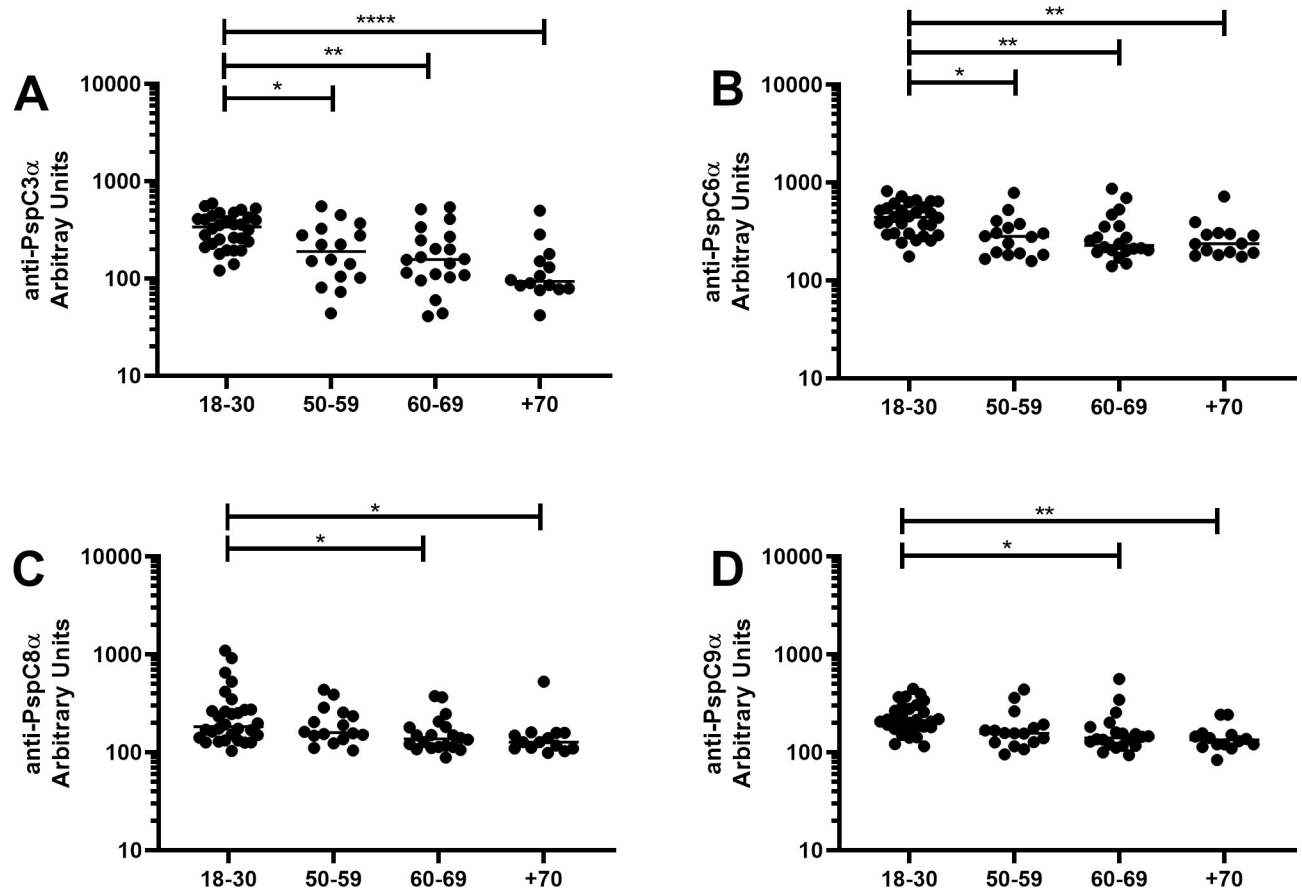 A
****
**
*
10000
1000
100
10
anti-PspC3α
Arbitray Units
18-30 50-59 60-69 +70
B
**
**
*
10000
1000
100
10
anti-PspC6α
Arbitray Units
18-30 50-59 60-69 +70
C
*
*
10000
1000
100
10
anti-PspC8α
Arbitrary Units
18-30 50-59 60-69 +70
D
**
*
10000
1000
100
10
anti-PspC9α
Arbitrary Units
18-30 50-59 60-69 +70